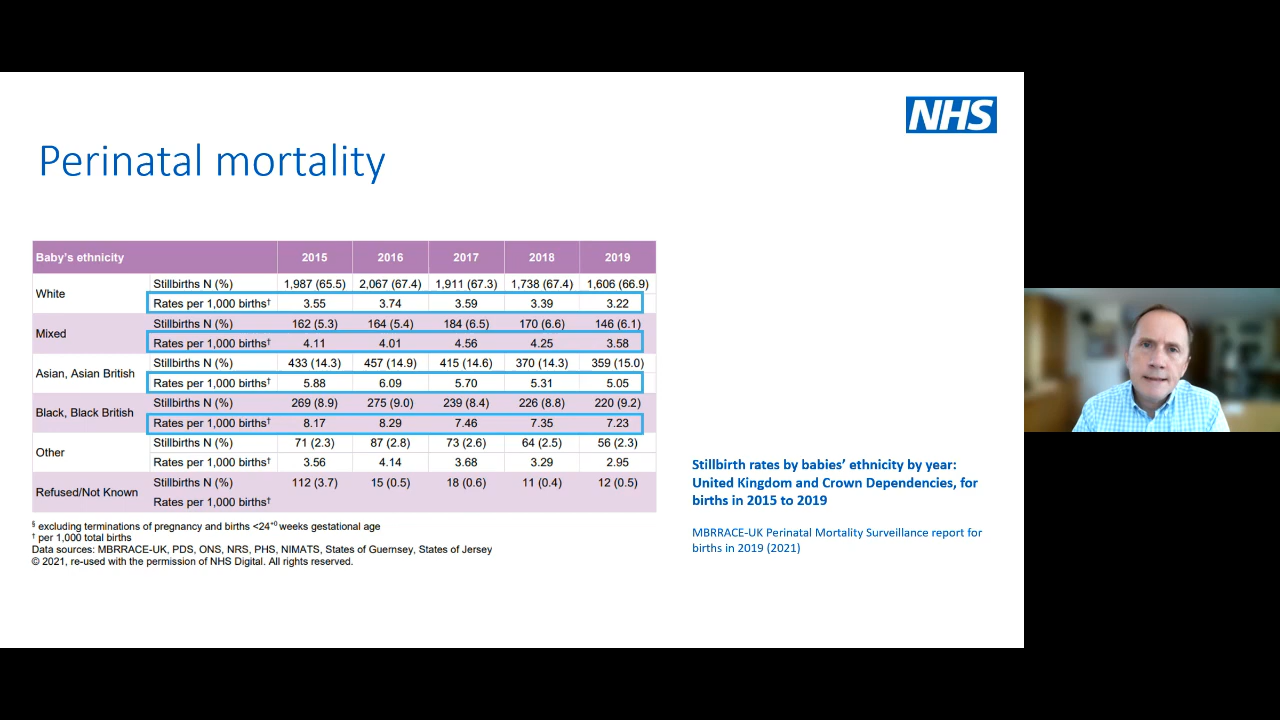 NHS
Perinatal mortality
Baby's ethnicity 2015 2016 2017 2018 2019
White Stillbirths N (%) 1,987 (65.5) 2,067 (67.4) 1,911 (67.3) 1,738 (67.4) 1,606 (66.9)
Rates per 1,000 births† 3.55 3.74 3.59 3.39 3.22
Mixed Stillbirths N (%) 162 (5.3) 164 (5.4) 184 (6.5) 170 (6.6) 146 (6.1)
Rates per 1,000 births† 4.11 4.01 4.56 4.25 3.58
Asian, Asian British Stillbirths N (%) 433 (14.3) 457 (14.9) 415 (14.6) 370 (14.3) 359 (15.0)
Rates per 1,000 births† 5.88 6.09 5.70 5.31 5.05
Black, Black British Stillbirths N (%) 269 (8.9) 275 (9.0) 239 (8.4) 226 (8.8) 220 (9.2)
Rates per 1,000 births† 8.17 8.29 7.46 7.35 7.23
Other Stillbirths N (%) 71 (2.3) 87 (2.8) 73 (2.6) 64 (2.5) 56 (2.3)
Rates per 1,000 births† 3.56 4.14 3.68 3.29 2.95
Refused/Not Known Stillbirths N (%) 112 (3.7) 15 (0.5) 18 (0.6) 11 (0.4) 12 (0.5)
Rates per 1,000 births†
§ excluding terminations of pregnancy and births <24⁺⁰ weeks gestational age
† per 1,000 total births
Data sources: MBRRACE-UK, PDS, ONS, NRS, PHS, NIMATS, States of Guernsey, States of Jersey
© 2021, re-used with the permission of NHS Digital. All rights reserved.
Stillbirth rates by babies' ethnicity by year:
United Kingdom and Crown Dependencies, for
births in 2015 to 2019
MBRRACE-UK Perinatal Mortality Surveillance report for
births in 2019 (2021)